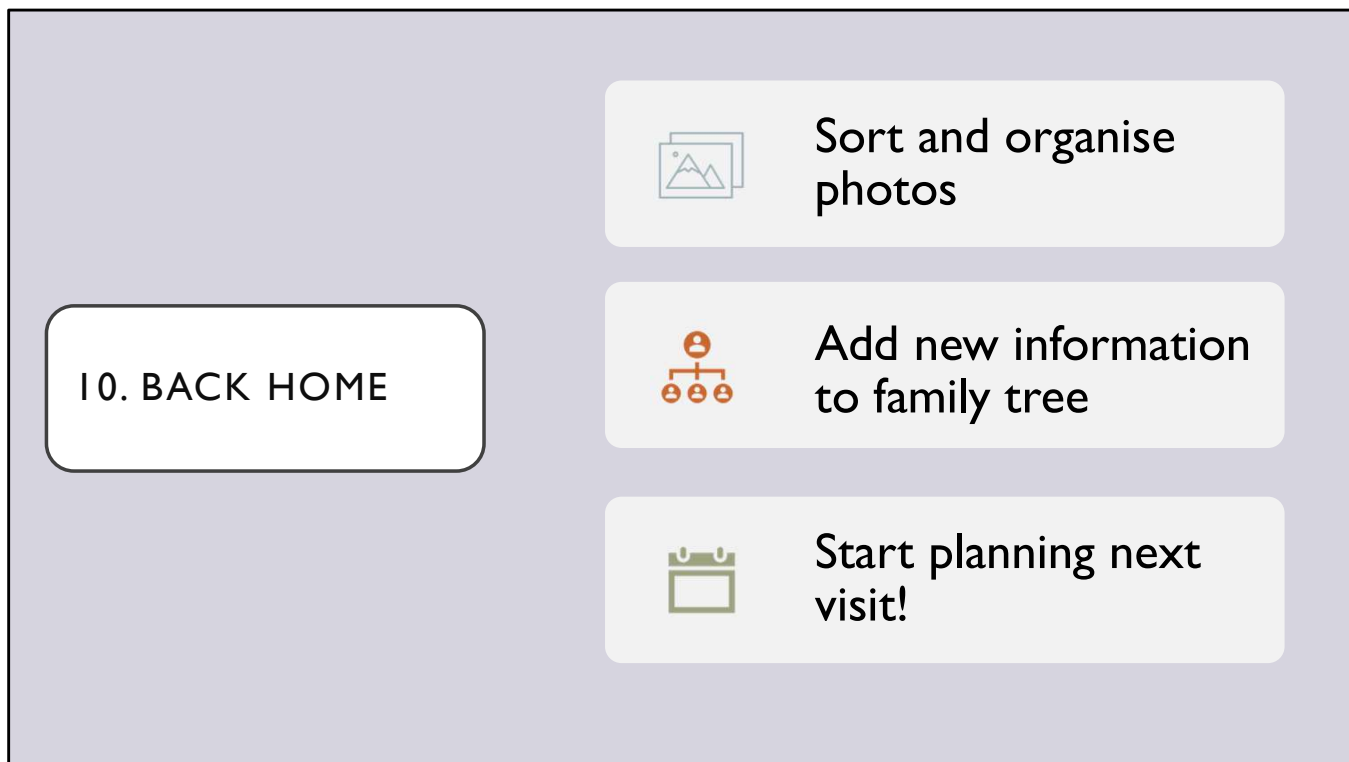 10. BACK HOME
Sort and organise
photos
Add new information
to family tree
Start planning next
visit!